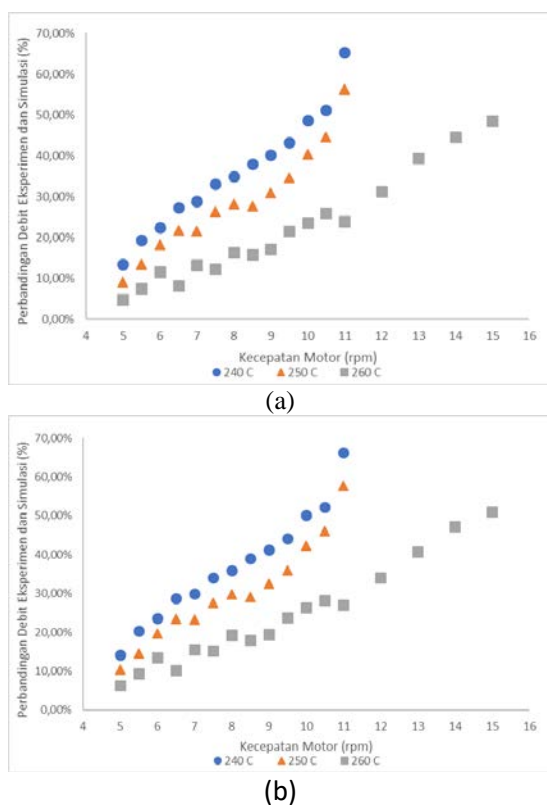 Perbandingan Debit Eksperimen dan Simulasi (%)
70,00%
60,00%
50,00%
40,00%
30,00%
20,00%
10,00%
0,00%
4 5 6 7 8 9 10 11 12 13 14 15 16
Kecepatan Motor (rpm)
240 C 250 C 260 C
(a)
Perbandingan Debit Eksperimen dan Simulasi (%)
70,00%
60,00%
50,00%
40,00%
30,00%
20,00%
10,00%
0,00%
4 5 6 7 8 9 10 11 12 13 14 15 16
Kecepatan Motor (rpm)
240 C 250 C 260 C
(b)